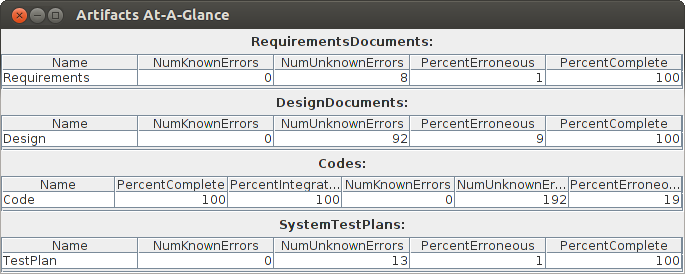 Artifacts At-A-Glance
RequirementsDocuments:
Name NumKnownErrors NumUnknownErrors PercentErroneous PercentComplete
Requirements 0 8 1 100
DesignDocuments:
Name NumKnownErrors NumUnknownErrors PercentErroneous PercentComplete
Design 0 92 9 100
Codes:
Name PercentComplete PercentIntegrat... NumKnownErrors NumUnknownEr... PercentErroneo...
Code 100 100 0 192 19
SystemTestPlans:
Name NumKnownErrors NumUnknownErrors PercentErroneous PercentComplete
TestPlan 0 13 1 100